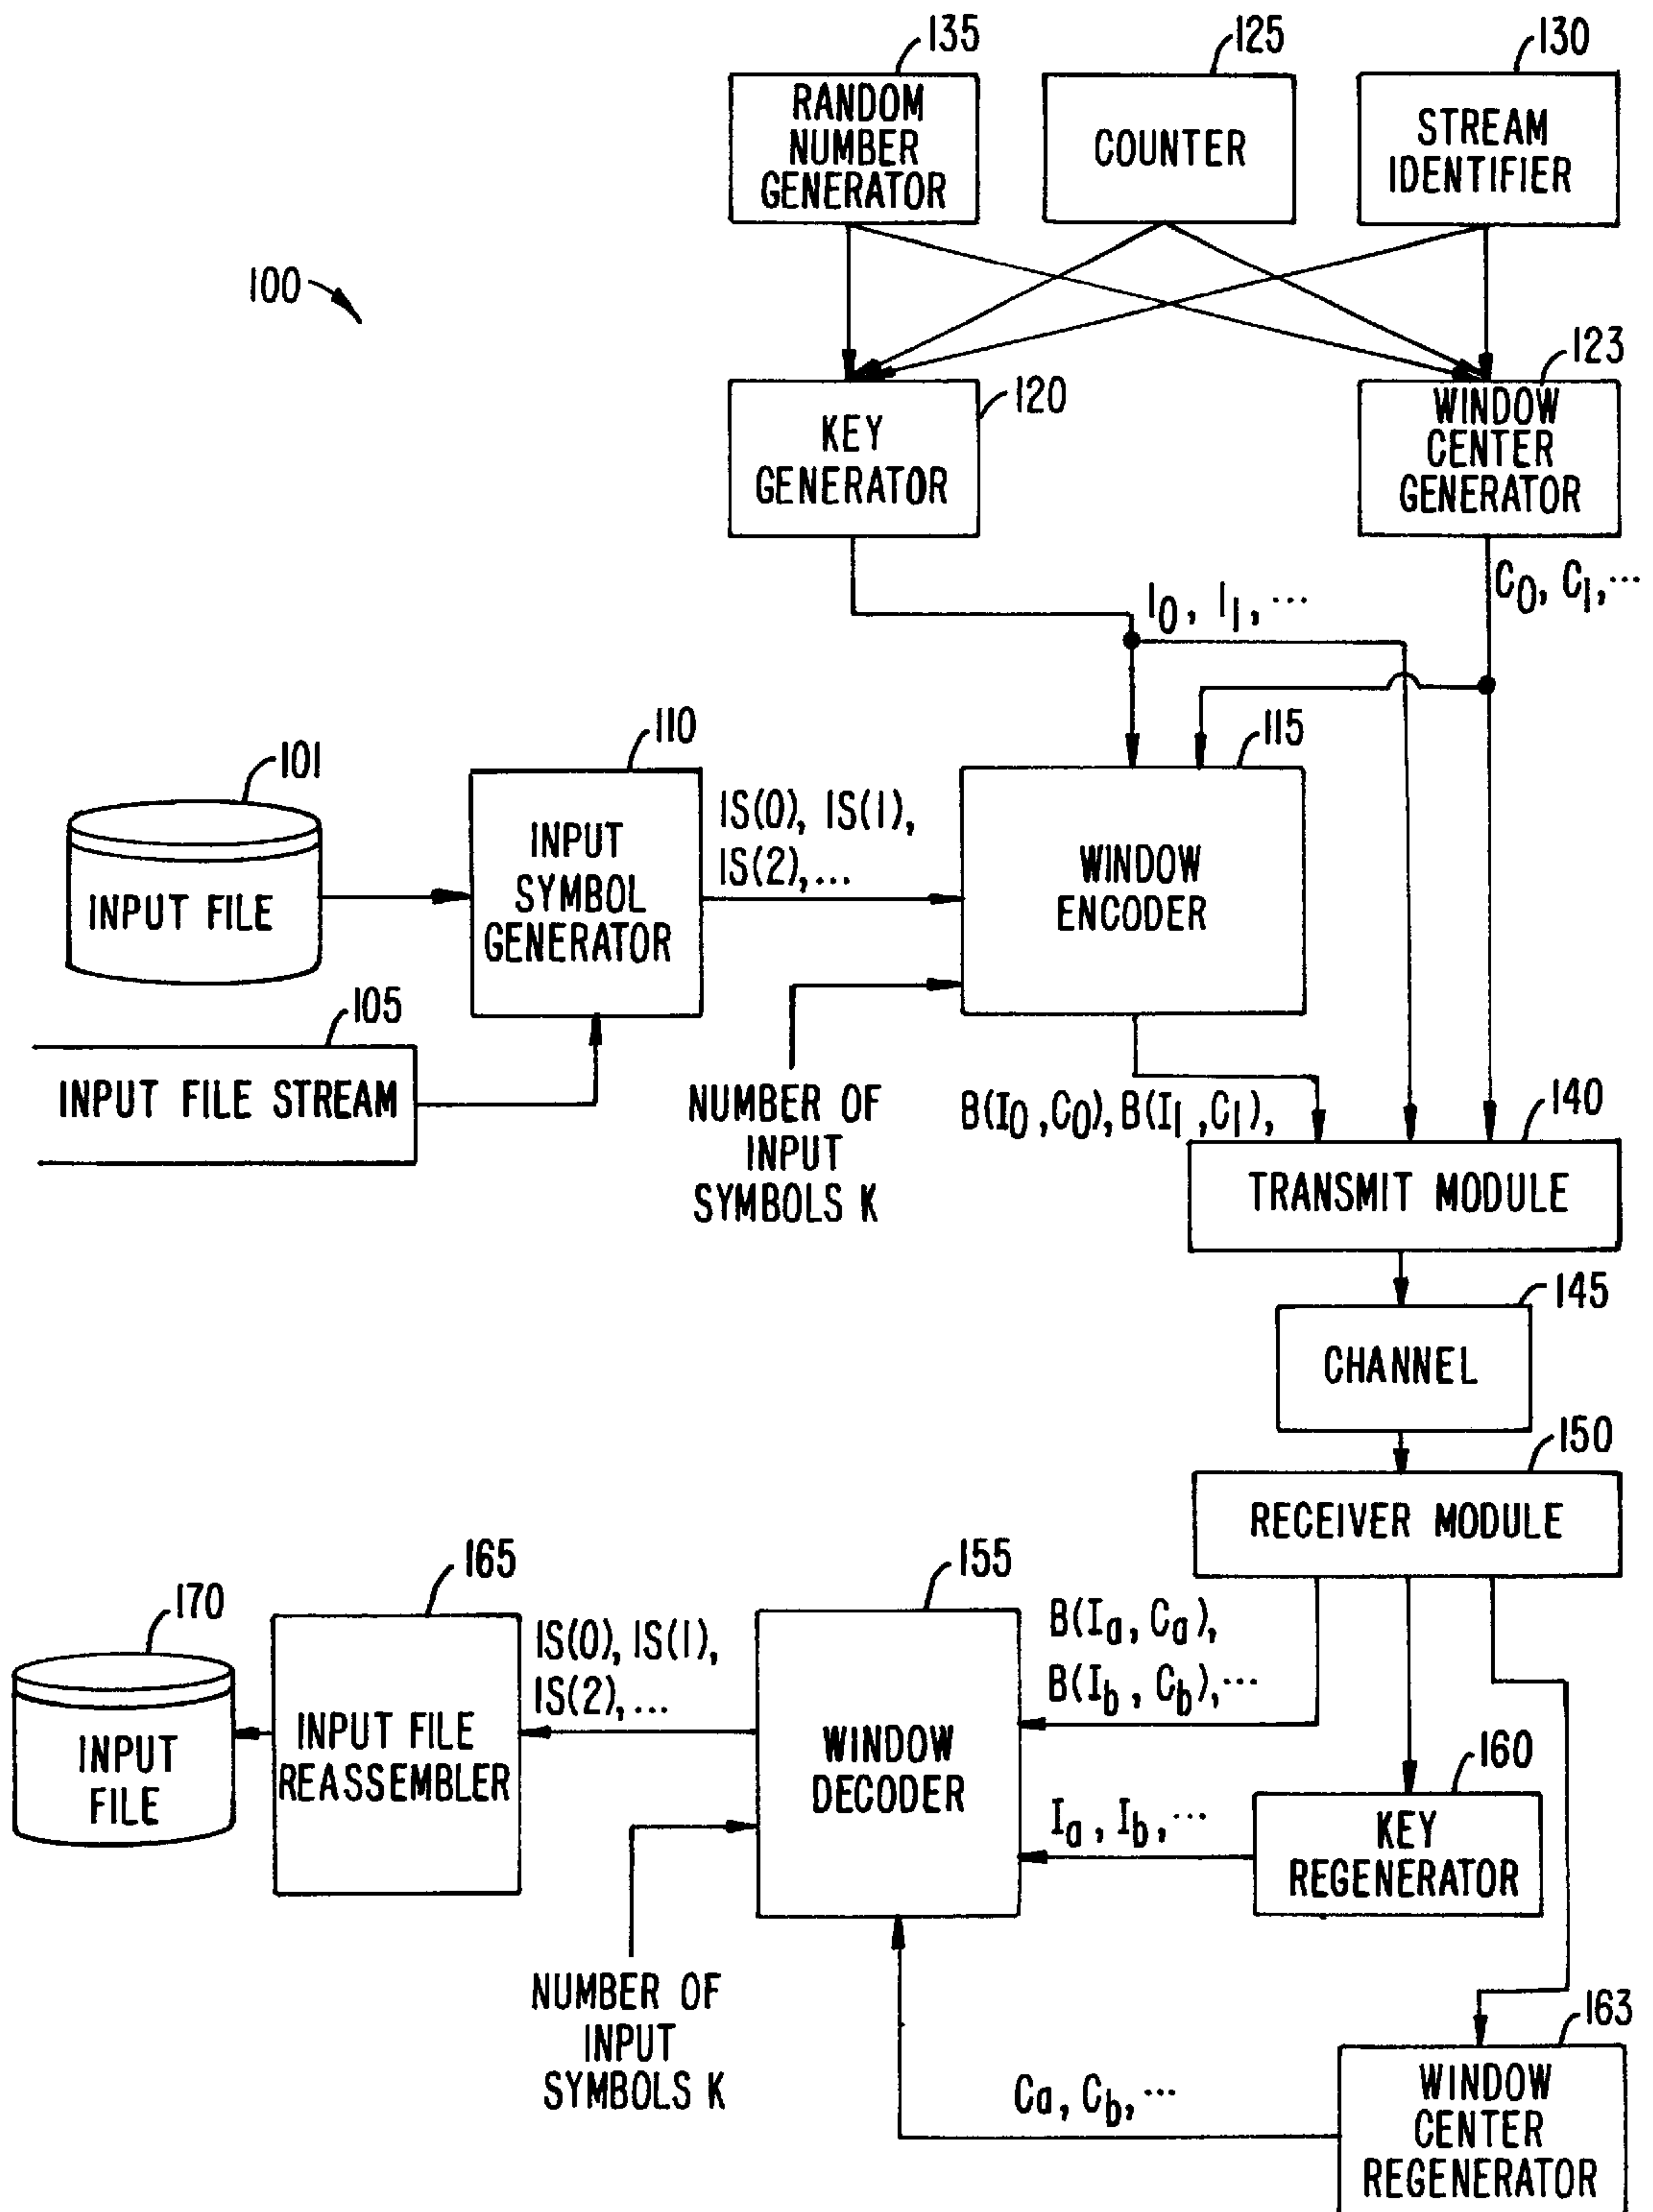 135
125
130
RANDOM
NUMBER
GENERATOR
COUNTER
STREAM
IDENTIFIER
100
123
120
KEY
GENERATOR
WINDOW
CENTER
GENERATOR
C0, C1,...
I0, I1, ...
110
115
101
IS(0), IS(1),
IS(2),...
INPUT
SYMBOL
GENERATOR
WINDOW
ENCODER
INPUT FILE
105
INPUT FILE STREAM
NUMBER OF
INPUT
SYMBOLS K
B(I0,C0), B(I1,C1),
140
TRANSMIT MODULE
145
CHANNEL
150
RECEIVER MODULE
165
155
170
B(Ia, Ca),
B(Ib, Cb),...
IS(0), IS(1),
IS(2),...
INPUT
FILE
INPUT FILE
REASSEMBLER
WINDOW
DECODER
160
Ia, Ib,...
KEY
REGENERATOR
NUMBER OF
INPUT
SYMBOLS K
163
Ca, Cb,...
WINDOW
CENTER
REGENERATOR